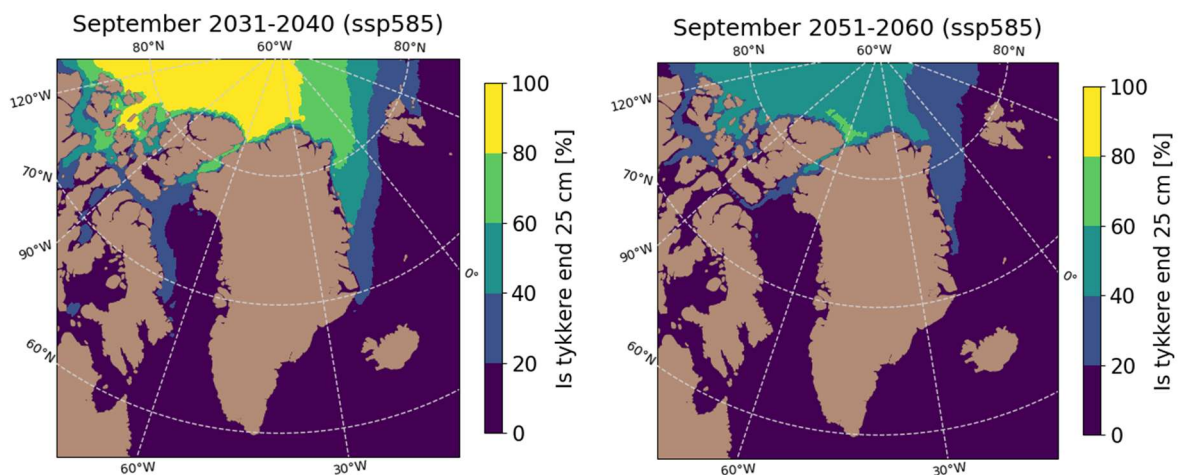 September 2031-2040 (ssp585)
80°N 60°W 80°N
120°W
70°N
90°W
60°N
0°
60°W 30°W
100
80
60
40
20
0
Is tykkere end 25 cm [%]
September 2051-2060 (ssp585)
80°N 60°W 80°N
120°W
70°N
90°W
60°N
0°
60°W 30°W
100
80
60
40
20
0
Is tykkere end 25 cm [%]